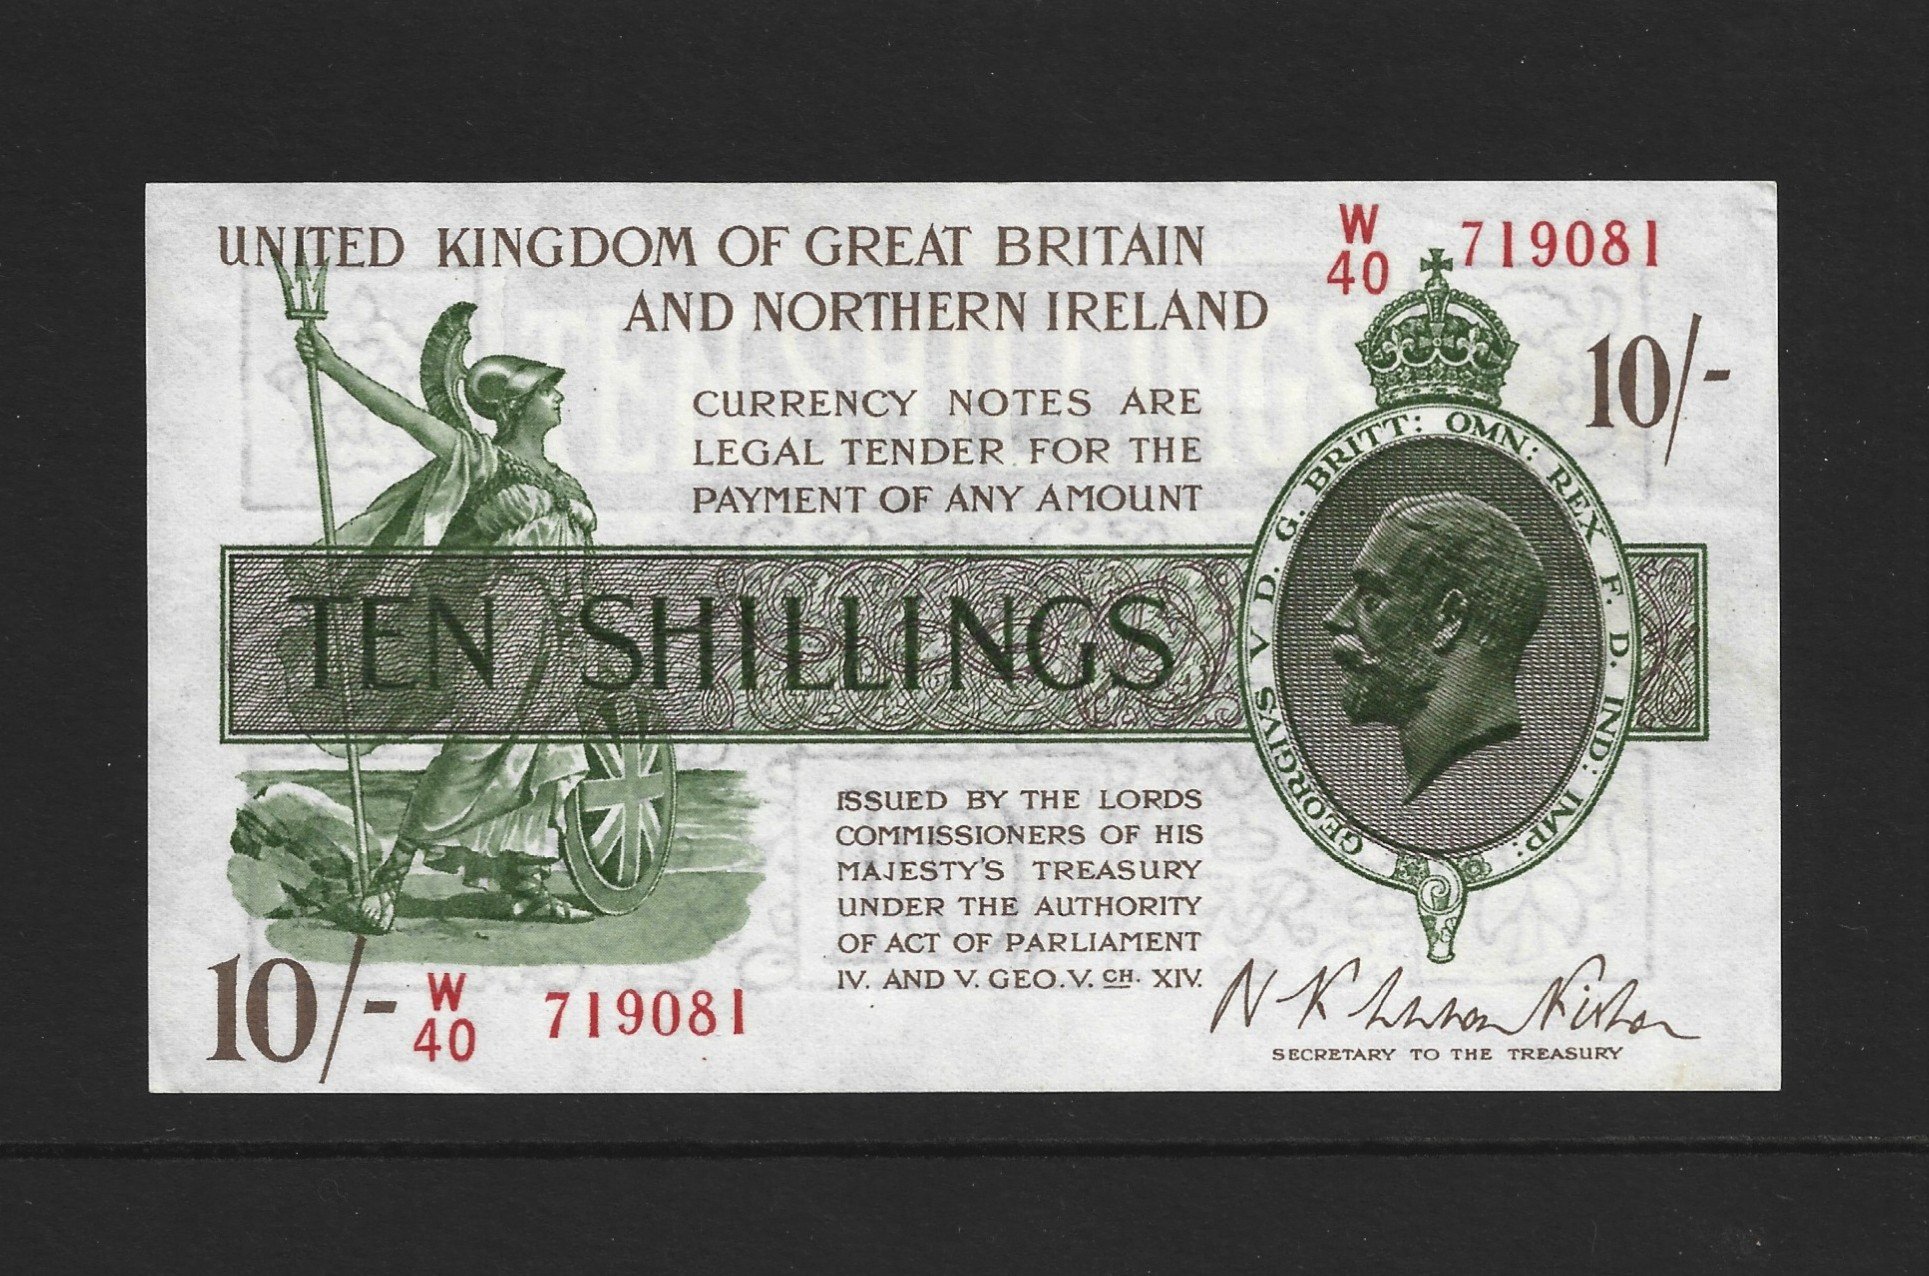 UNITED KINGDOM OF GREAT BRITAIN
AND NORTHERN IRELAND
W
40
719081
10/-
CURRENCY NOTES ARE
LEGAL TENDER FOR THE
PAYMENT OF ANY AMOUNT
GEORGIVS V D. G. BRITT: OMN: REX F. D. IND: IMP:
TEN SHILLINGS
ISSUED BY THE LORDS
COMMISSIONERS OF HIS
MAJESTY'S TREASURY
UNDER THE AUTHORITY
OF ACT OF PARLIAMENT
IV. AND V. GEO. V. CH. XIV.
10/-
W
40
719081
SECRETARY TO THE TREASURY